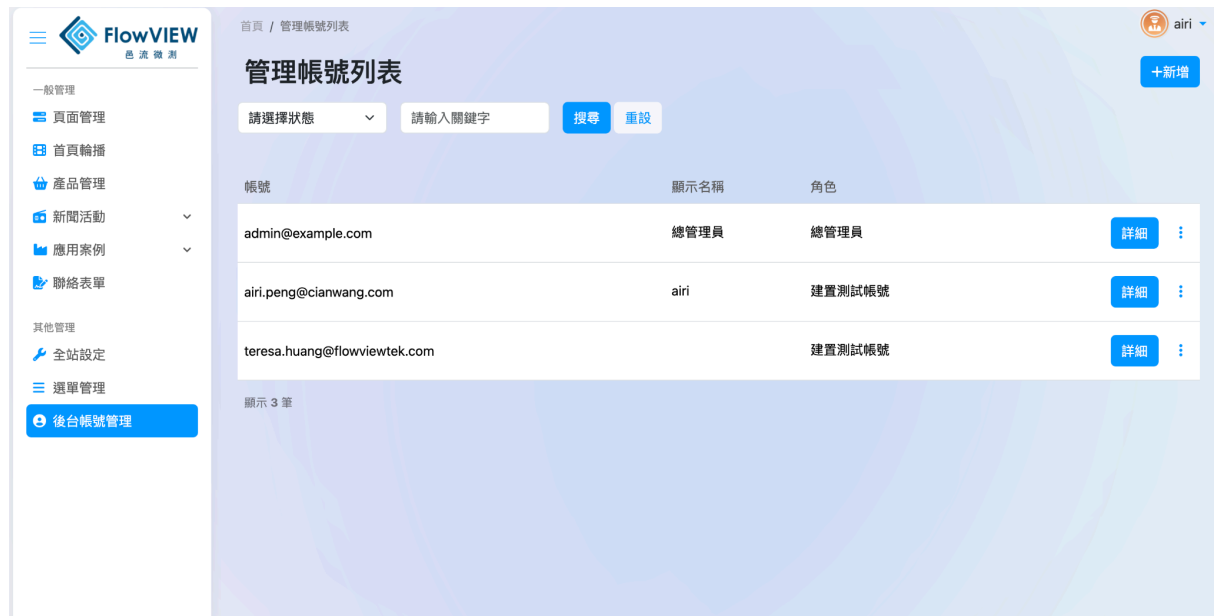 FlowVIEW
邑流微測
一般管理
頁面管理
首頁輪播
產品管理
新聞活動
應用案例
聯絡表單
其他管理
全站設定
選單管理
後台帳號管理
首頁 / 管理帳號列表
airi
管理帳號列表
+新增
請選擇狀態 請輸入關鍵字 搜尋 重設
帳號 顯示名稱 角色
admin@example.com 總管理員 總管理員 詳細
airi.peng@cianwang.com airi 建置測試帳號 詳細
teresa.huang@flowviewtek.com 建置測試帳號 詳細
顯示 3 筆